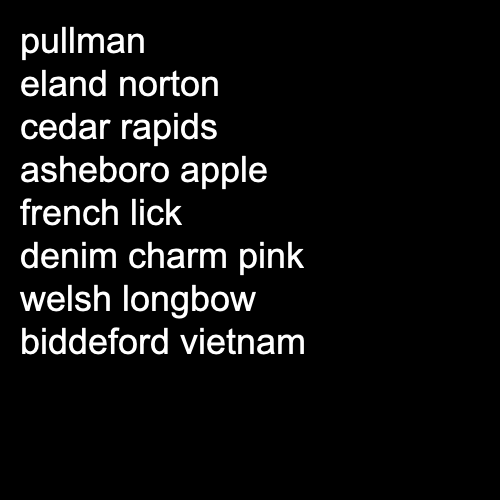 pullman
eland norton
cedar rapids
asheboro apple
french lick
denim charm pink
welsh longbow
biddeford vietnam